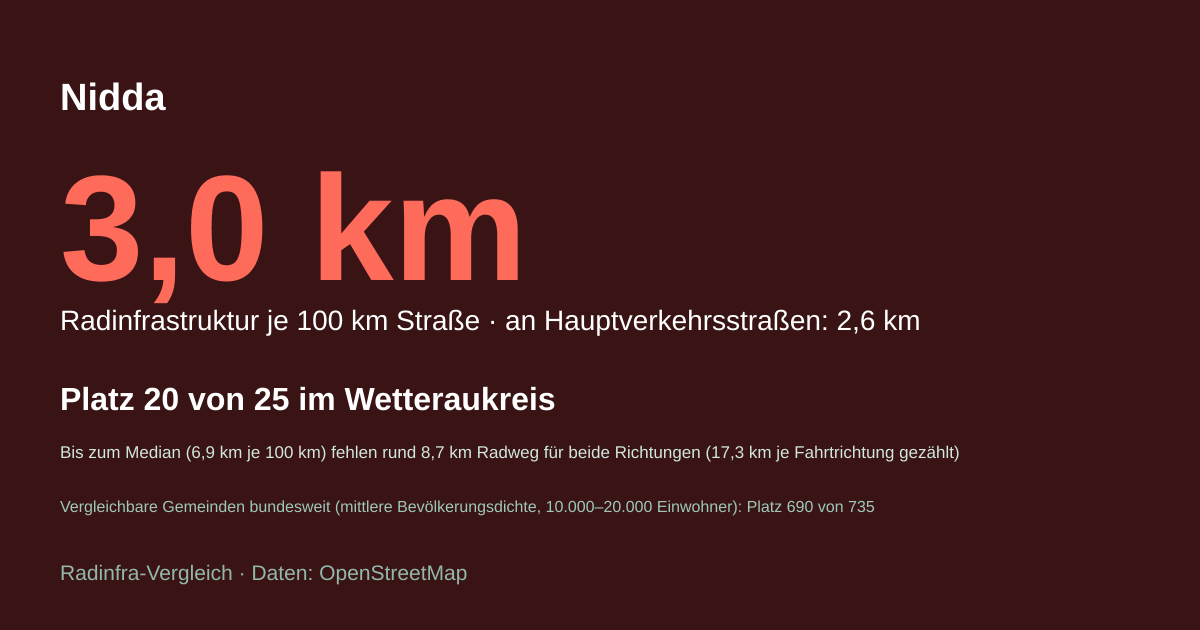 Nidda
3,0 km
Radinfrastruktur je 100 km Straße · an Hauptverkehrsstraßen: 2,6 km
Platz 20 von 25 im Wetteraukreis
Bis zum Median (6,9 km je 100 km) fehlen rund 8,7 km Radweg für beide Richtungen (17,3 km je Fahrtrichtung gezählt)
Vergleichbare Gemeinden bundesweit (mittlere Bevölkerungsdichte, 10.000–20.000 Einwohner): Platz 690 von 735
Radinfra-Vergleich · Daten: OpenStreetMap